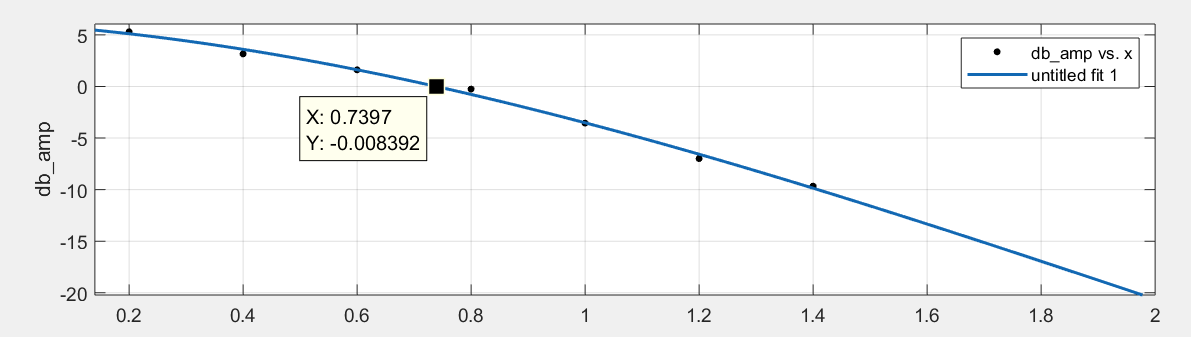 5
0
-5
-10
-15
-20
db_amp
db_amp vs. x
untitled fit 1
X: 0.7397
Y: -0.008392
0.2 0.4 0.6 0.8 1 1.2 1.4 1.6 1.8 2